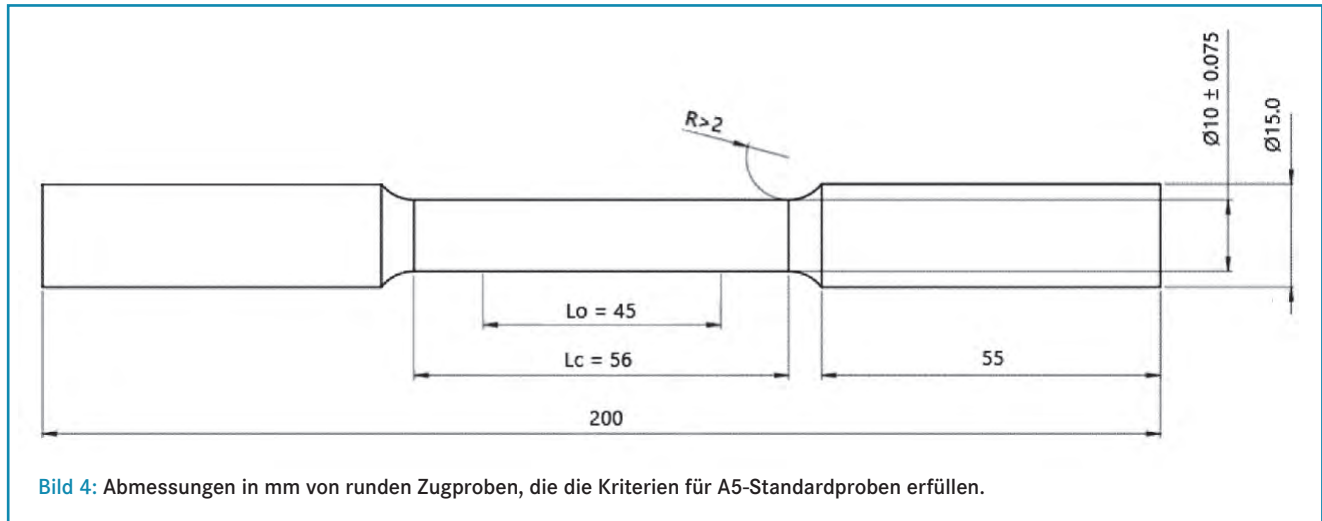 R>2
Ø10 ± 0.075
Ø15.0
Lo = 45
Lc = 56
55
200
Bild 4: Abmessungen in mm von runden Zugproben, die die Kriterien für A5-Standardproben erfüllen.